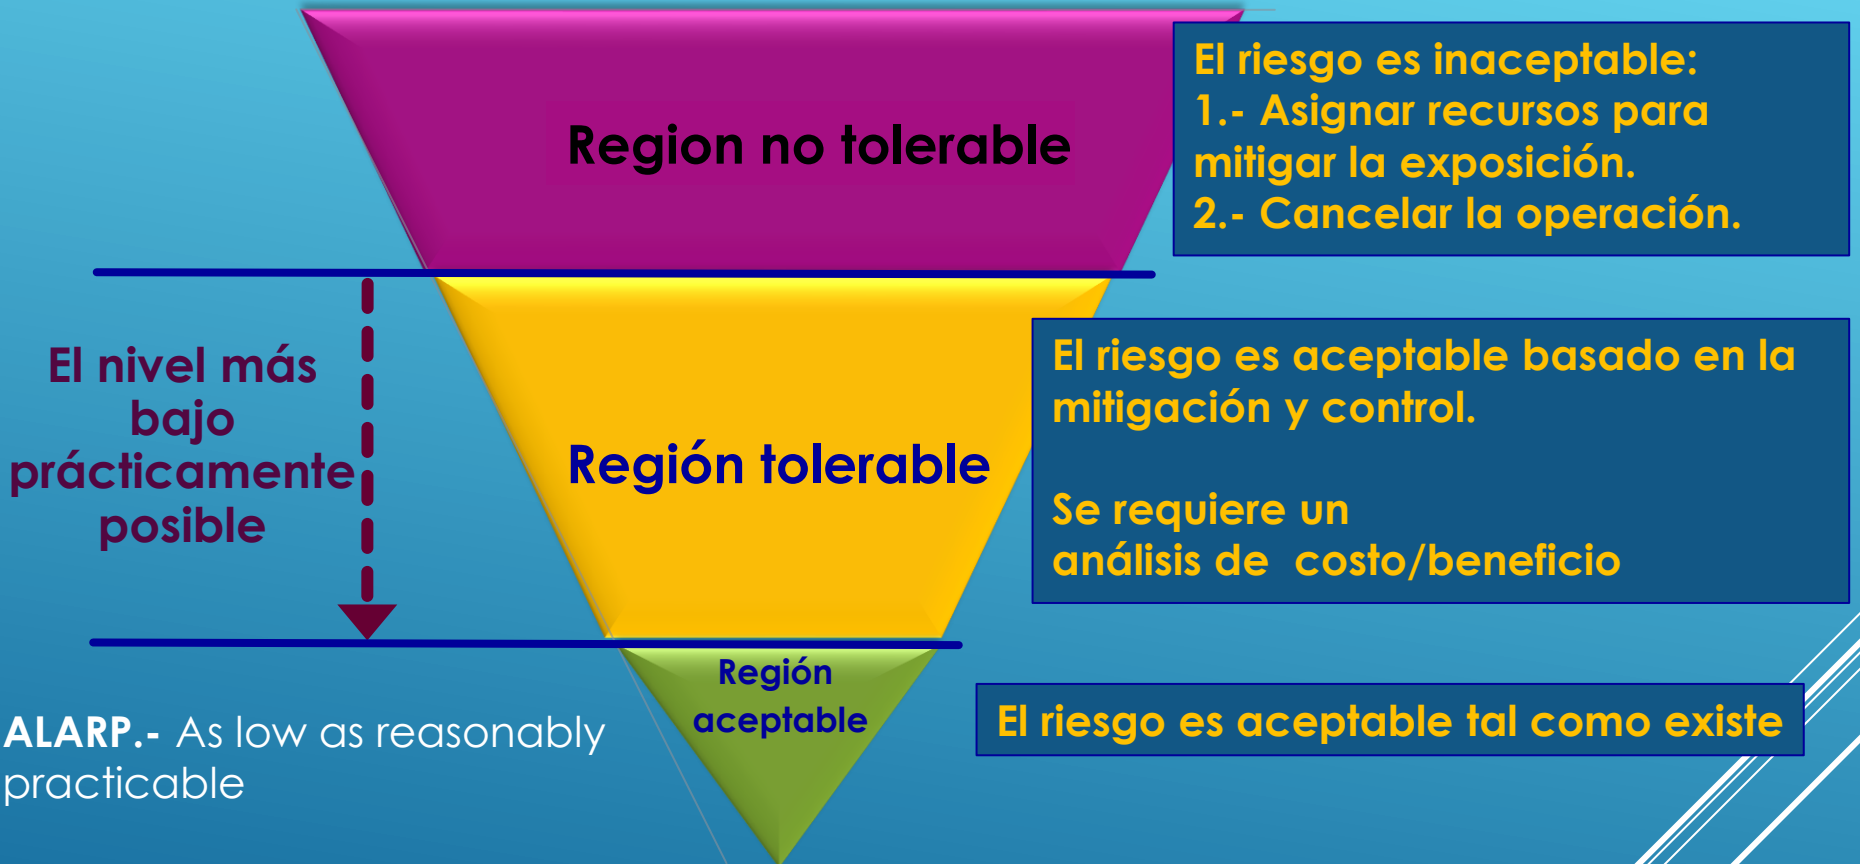 Region no tolerable
El riesgo es inaceptable:
1.- Asignar recursos para
mitigar la exposición.
2.- Cancelar la operación.
El nivel más
bajo
prácticamente
posible
Región tolerable
El riesgo es aceptable basado en la
mitigación y control.
Se requiere un
análisis de costo/beneficio
Región
aceptable
El riesgo es aceptable tal como existe
ALARP.- As low as reasonably
practicable